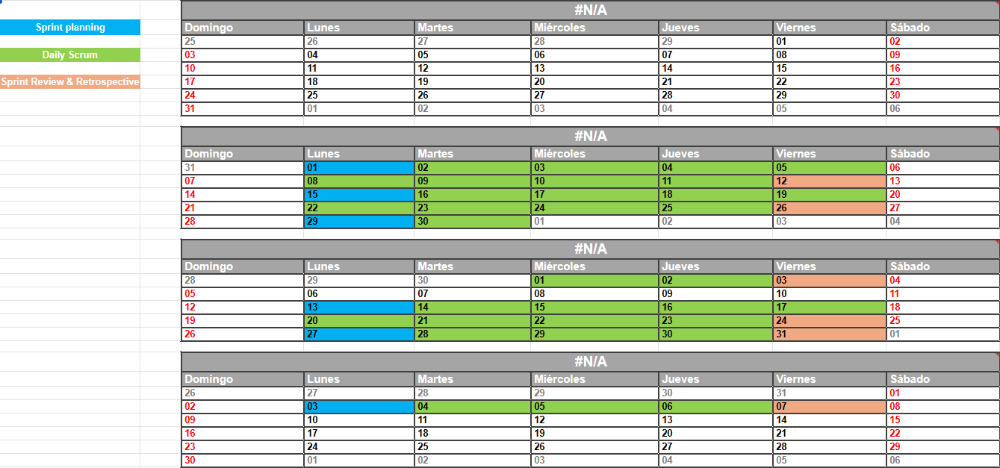 #N/A
Sprint planning
Domingo Lunes Martes Miércoles Jueves Viernes Sábado
25 26 27 28 29 01 02
Daily Scrum
03 04 05 06 07 08 09
10 11 12 13 14 15 16
Sprint Review & Retrospective
17 18 19 20 21 22 23
24 25 26 27 28 29 30
31 01 02 03 04 05 06
#N/A
Domingo Lunes Martes Miércoles Jueves Viernes Sábado
31 01 02 03 04 05 06
07 08 09 10 11 12 13
14 15 16 17 18 19 20
21 22 23 24 25 26 27
28 29 30 01 02 03 04
#N/A
Domingo Lunes Martes Miércoles Jueves Viernes Sábado
28 29 30 01 02 03 04
05 06 07 08 09 10 11
12 13 14 15 16 17 18
19 20 21 22 23 24 25
26 27 28 29 30 31 01
#N/A
Domingo Lunes Martes Miércoles Jueves Viernes Sábado
26 27 28 29 30 31 01
02 03 04 05 06 07 08
09 10 11 12 13 14 15
16 17 18 19 20 21 22
23 24 25 26 27 28 29
30 01 02 03 04 05 06